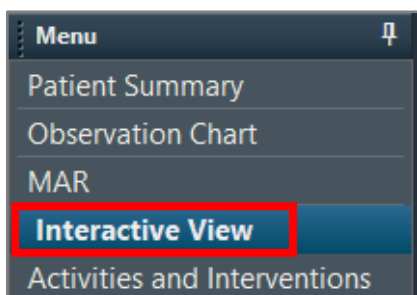 Menu
Patient Summary
Observation Chart
MAR
Interactive View
Activities and Interventions